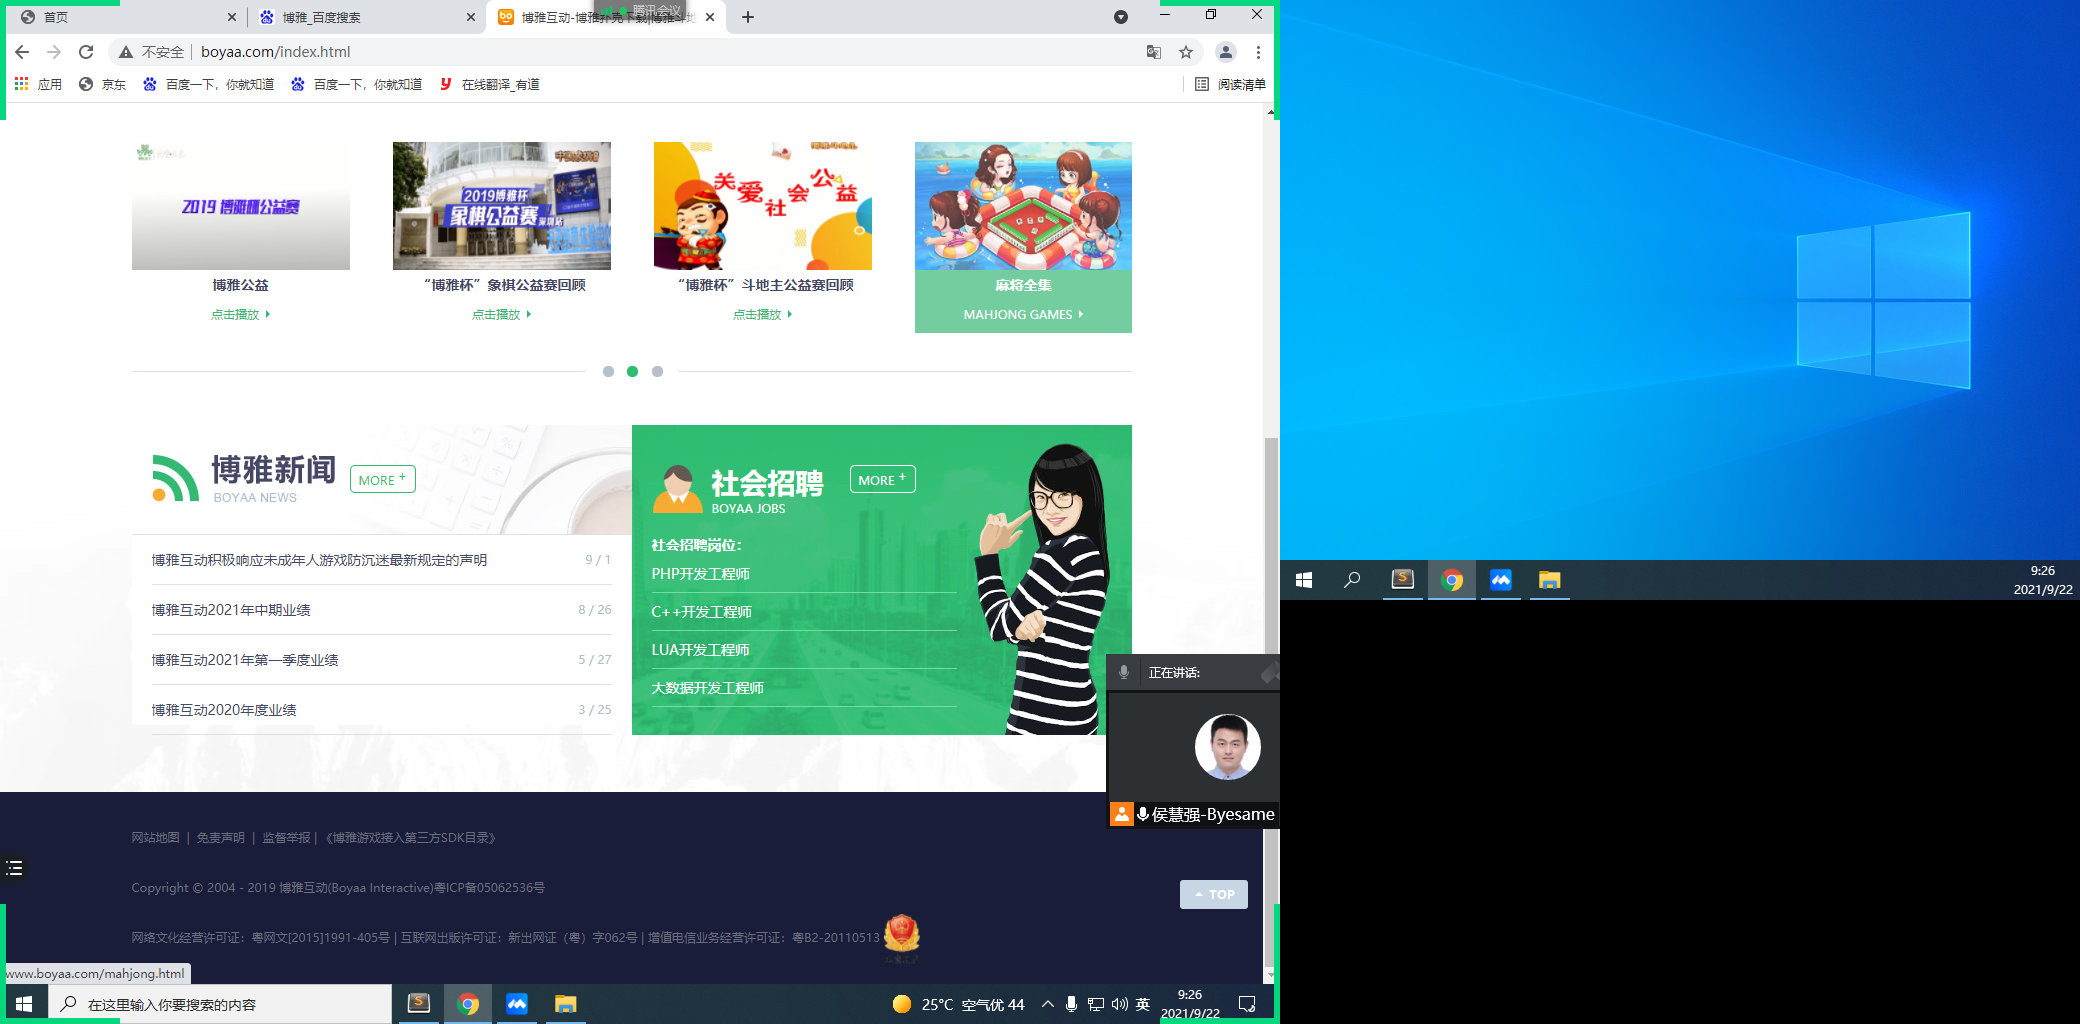 首页
博雅_百度搜索
博雅互动-博雅扑克下载|博雅斗地
腾讯会议
不安全 | boyaa.com/index.html
应用
京东
百度一下，你就知道
百度一下，你就知道
在线翻译_有道
阅读清单
2019 博雅杯公益赛
2019博雅杯
象棋公益赛 深圳站
关爱社会公益
博雅公益
“博雅杯”象棋公益赛回顾
“博雅杯”斗地主公益赛回顾
麻将全集
点击播放
点击播放
点击播放
MAHJONG GAMES
博雅新闻
BOYAA NEWS
MORE +
社会招聘
BOYAA JOBS
MORE +
博雅互动积极响应未成年人游戏防沉迷最新规定的声明 9 / 1
博雅互动2021年中期业绩 8 / 26
博雅互动2021年第一季度业绩 5 / 27
博雅互动2020年度业绩 3 / 25
社会招聘岗位：
PHP开发工程师
C++开发工程师
LUA开发工程师
大数据开发工程师
正在讲话:
侯慧强-Byesame
网站地图 | 免责声明 | 监督举报 | 《博雅游戏接入第三方SDK目录》
Copyright © 2004 - 2019 博雅互动(Boyaa Interactive)粤ICP备05062536号
TOP
网络文化经营许可证：粤网文[2015]1991-405号 | 互联网出版许可证：新出网证（粤）字062号 | 增值电信业务经营许可证：粤B2-20110513
www.boyaa.com/mahjong.html
在这里输入你要搜索的内容
25°C 空气优 44
英
9:26
2021/9/22
9:26
2021/9/22